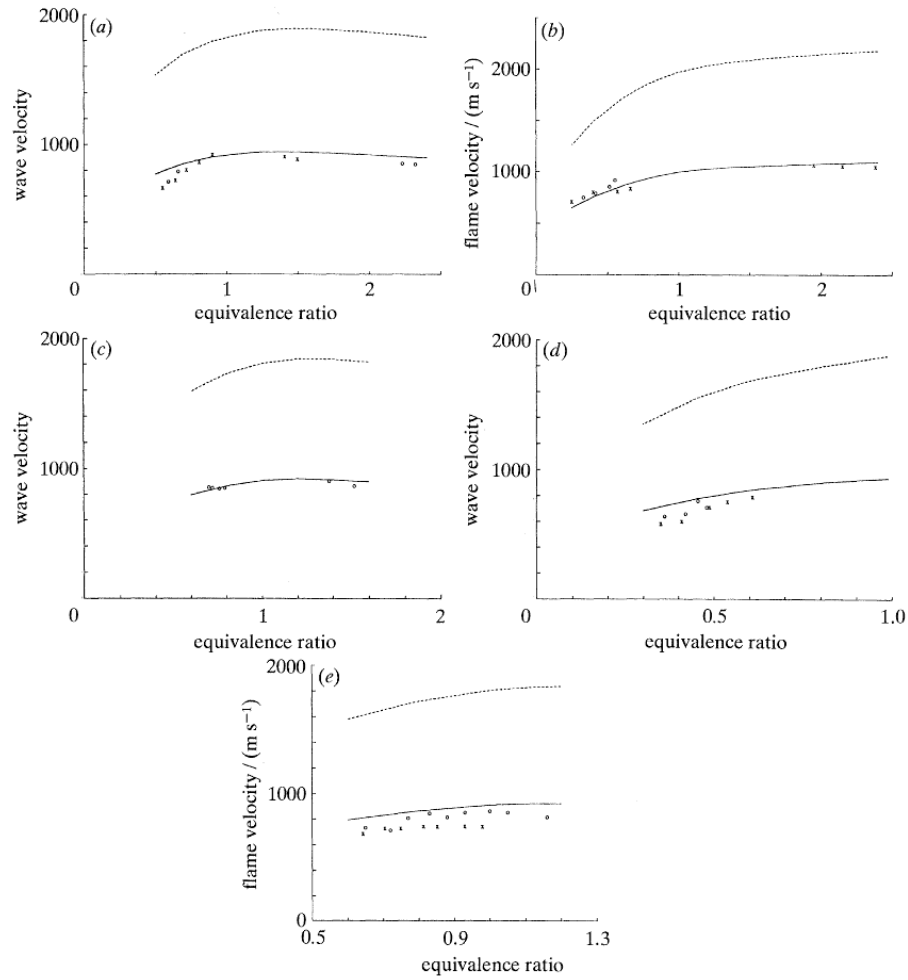 (a)
2000
1000
0
1
2
wave velocity
equivalence ratio
(b)
2000
1000
0
0
1
2
flame velocity / (m s⁻¹)
equivalence ratio
(c)
2000
1000
0
1
2
wave velocity
equivalence ratio
(d)
2000
1000
0
0.5
1.0
wave velocity
equivalence ratio
(e)
2000
1000
0
0.5
0.9
1.3
flame velocity / (m s⁻¹)
equivalence ratio